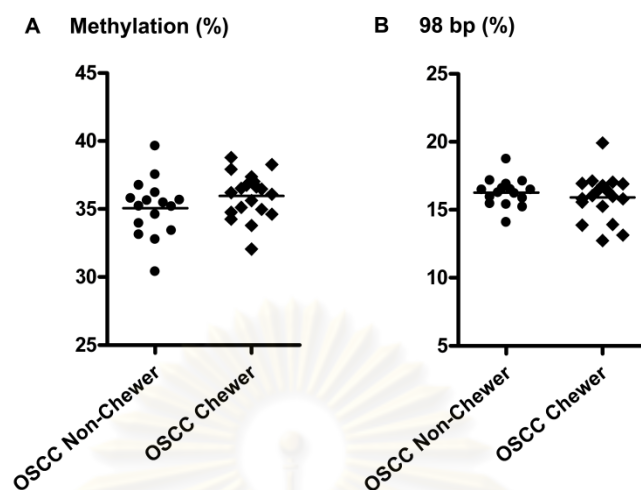 A Methylation (%)
45
40
35
30
25
OSCC Non-Chewer
OSCC Chewer
B 98 bp (%)
25
20
15
10
5
OSCC Non-Chewer
OSCC Chewer